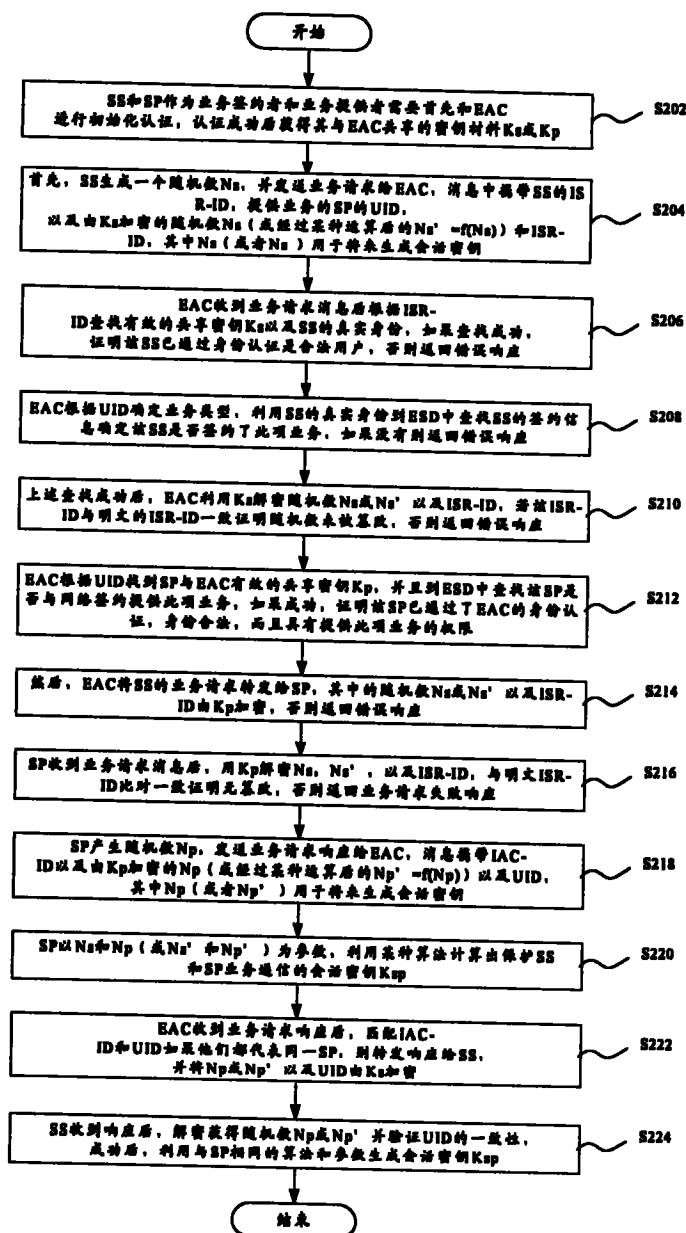 开始
SS和SP作为业务签约者和业务提供者需要首先和EAC
进行初始化认证，认证成功后获得其与EAC共享的密钥材料Ks或Kp
S202
首先，SS生成一个随机数Ns，并发送业务请求给EAC，消息中携带SS的IS
R-ID，提供业务的SP的UID，
以及由Ks加密的随机数Ns（或经过某种运算后的Ns’=f(Ns)）和ISR-
ID，其中Ns（或者Ns）用于将来生成会话密钥
S204
EAC收到业务请求消息后根据ISR-
ID查找有效的共享密钥Ks以及SS的真实身份，如果查找成功，
证明该SS已通过身份认证是合法用户，否则返回错误响应
S206
EAC根据UID确定业务类型，利用SS的真实身份到ESD中查找SS的签约信
息确定该SS是否签约了此项业务，如果没有则返回错误响应
S208
上述查找成功后，EAC利用Ks解密随机数Ns或Ns’以及ISR-ID，若该ISR-
ID与明文的ISR-ID一致证明随机数未被篡改，否则返回错误响应
S210
EAC根据UID找到SP与EAC有效的共享密钥Kp，并且到ESD中查找该SP是
否与网络签约提供此项业务，如果成功，证明该SP已通过了EAC的身份认
证，身份合法，而且具有提供此项业务的权限
S212
然后，EAC将SS的业务请求转发给SP，其中的随机数Ns或Ns’以及ISR-
ID由Kp加密，否则返回错误响应
S214
SP收到业务请求消息后，用Kp解密Ns，Ns’，以及ISR-ID，与明文ISR-
ID比对一致证明无篡改，否则返回业务请求失败响应
S216
SP产生随机数Np，发送业务请求响应给EAC，消息携带IAC-
ID以及由Kp加密的Np（或经过某种运算后的Np’=f(Np)）以及UID，
其中Np（或者Np’）用于将来生成会话密钥
S218
SP以Ns和Np（或Ns’和Np’）为参数，利用某种算法计算出保护SS
和SP业务通信的会话密钥Ksp
S220
EAC收到业务请求响应后，匹配IAC-
ID和UID如果他们都代表同一SP，则转发响应给SS，
并将Np或Np’以及UID由Ks加密
S222
SS收到响应后，解密获得随机数Np或Np’并验证UID的一致性，
成功后，利用与SP相同的算法和参数生成会话密钥Ksp
S224
结束